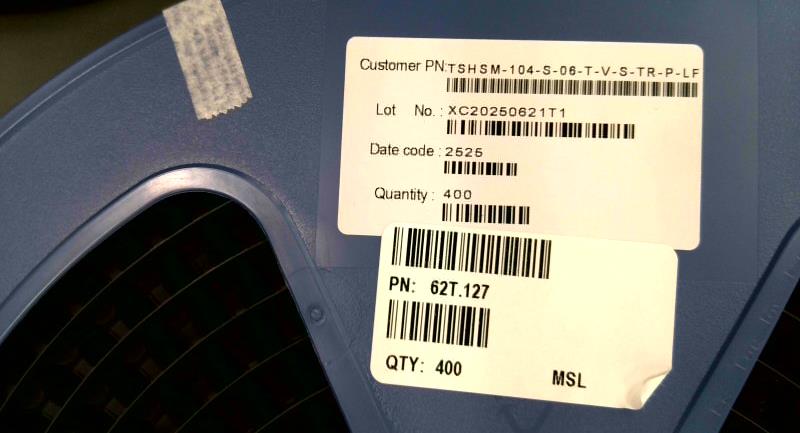 Customer PN:TSHSM-104-S-06-T-V-S-TR-P-LF
Lot No. : XC20250621T1
Date code : 2525
Quantity : 400
PN: 62T.127
QTY: 400
MSL